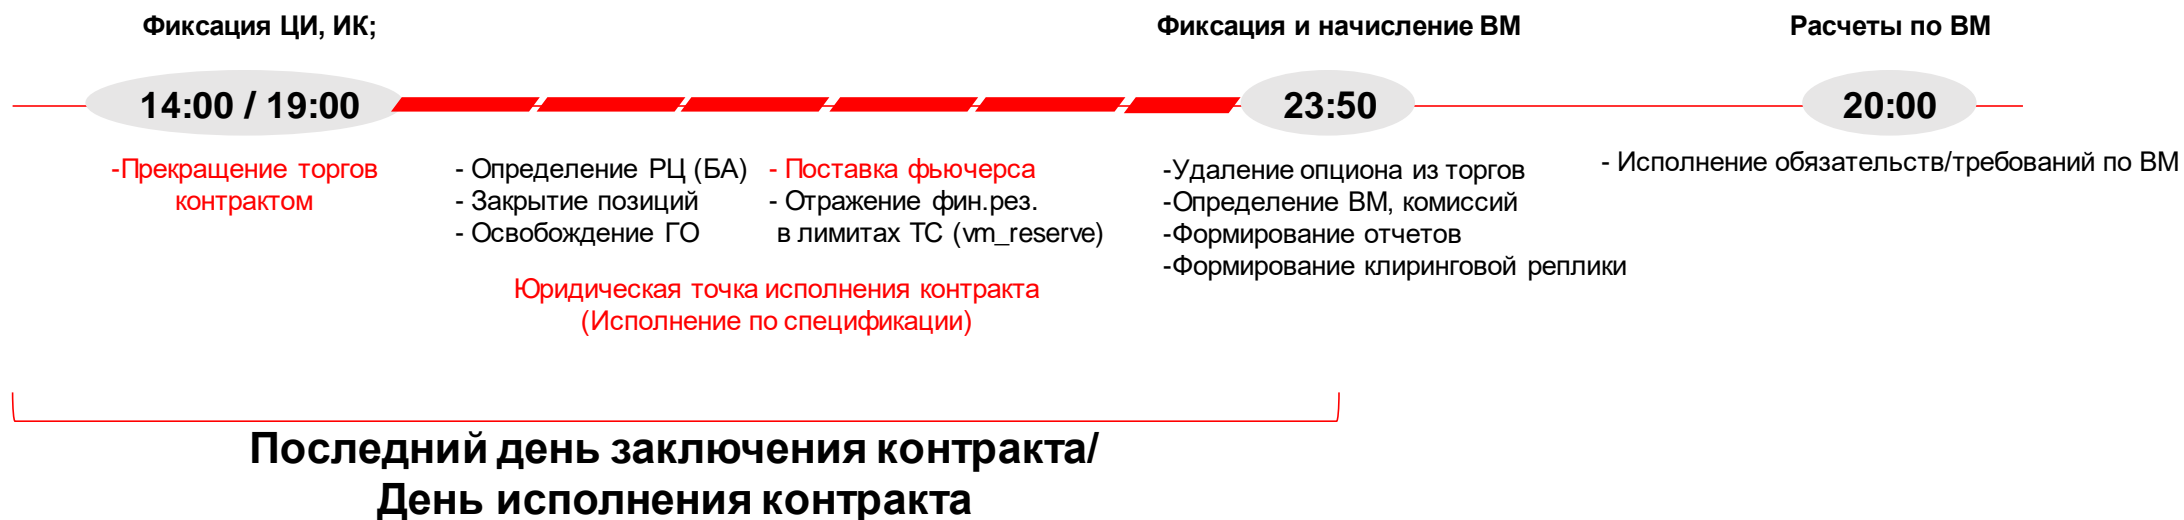 Фиксация ЦИ, ИК;
Фиксация и начисление ВМ
Расчеты по ВМ
14:00 / 19:00
23:50
20:00
-Прекращение торгов
контрактом
- Определение РЦ (БА)
- Закрытие позиций
- Освобождение ГО
- Поставка фьючерса
- Отражение фин.рез.
в лимитах ТС (vm_reserve)
Юридическая точка исполнения контракта
(Исполнение по спецификации)
-Удаление опциона из торгов
-Определение ВМ, комиссий
-Формирование отчетов
-Формирование клиринговой реплики
- Исполнение обязательств/требований по ВМ
Последний день заключения контракта/
День исполнения контракта